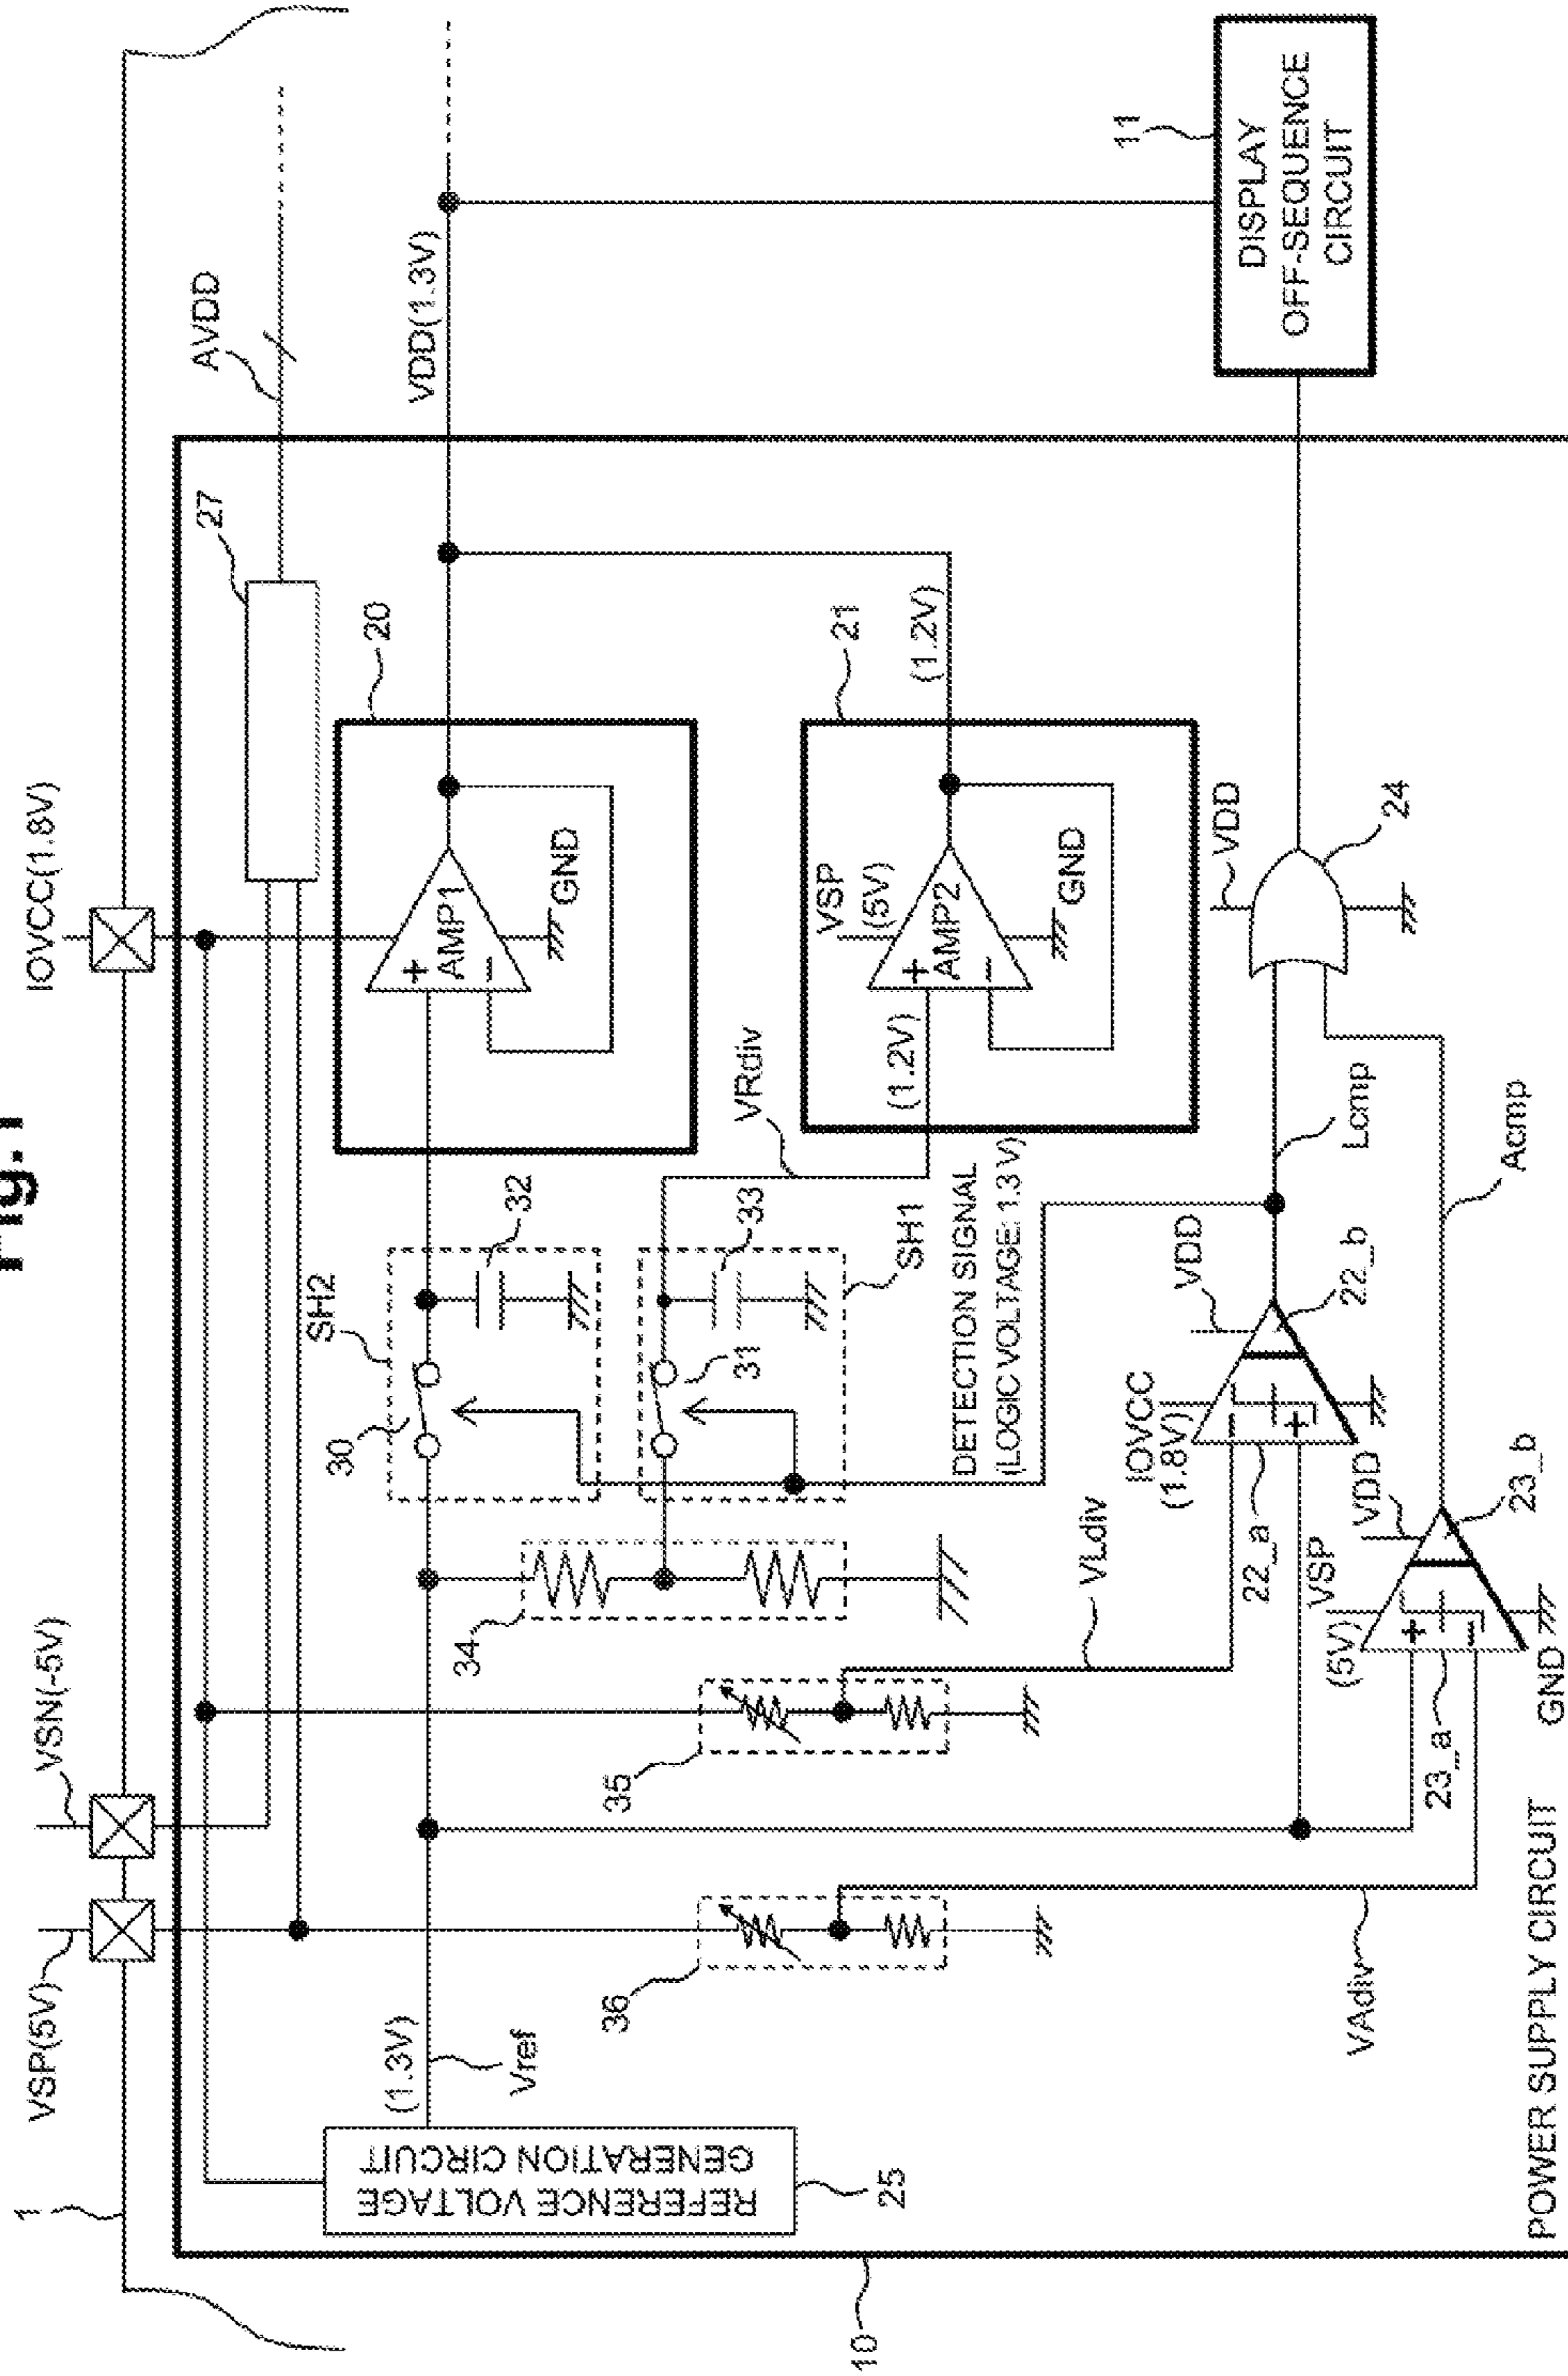 Fig.1
1
VSP(5V)
VSN(-5V)
IOVCC(1.8V)
27
AVDD
10
(1.3V)
Vref
REFERENCE VOLTAGE
GENERATION CIRCUIT
25
36
35
34
30
SH2
32
31
33
SH1
20
+
AMP1
-
GND
VDD(1.3V)
VRdiv
(1.2V)
VSP
(5V)
+
AMP2
-
GND
21
(1.2V)
DETECTION SIGNAL
(LOGIC VOLTAGE: 1.3 V)
VLdiv
IOVCC
(1.8V)
-
+
VDD
22_a
22_b
Lcmp
VSP
(5V)
+
-
VDD
23_a
23_b
GND
Acmp
VAdiv
VDD
24
11
DISPLAY
OFF-SEQUENCE
CIRCUIT
POWER SUPPLY CIRCUIT